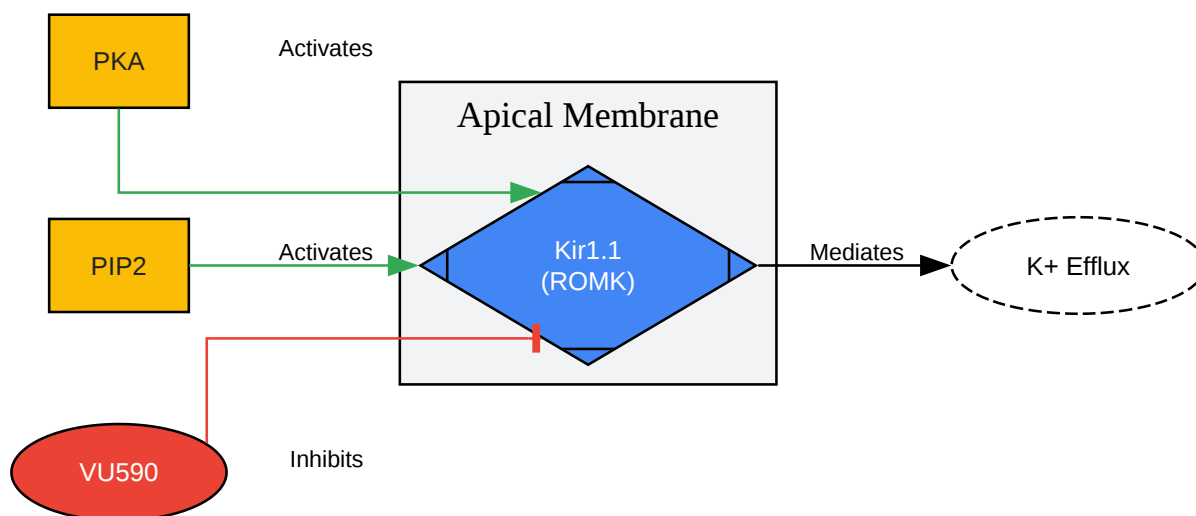 PKA
Activates
Apical Membrane
PIP2
Activates
Kir1.1
(ROMK)
Mediates
K+ Efflux
VU590
Inhibits